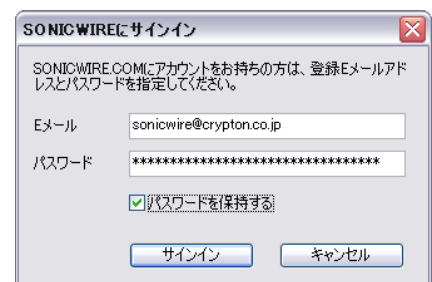 SONICWIREにサインイン
SONICWIRE.COMにアカウントをお持ちの方は、登録Eメールアド
レスとパスワードを指定してください。
Eメール sonicwire@crypton.co.jp
パスワード **********************************
パスワードを保持する
サインイン キャンセル